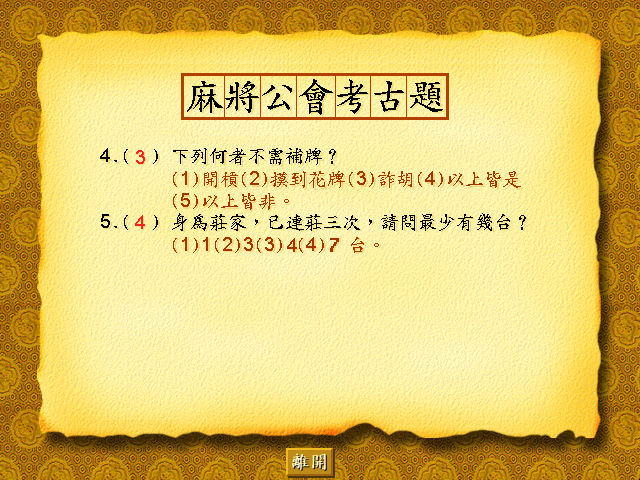 麻將公會考古題
4.( 3 ) 下列何者不需補牌？
(1)開槓(2)摸到花牌(3)詐胡(4)以上皆是
(5)以上皆非。
5.( 4 ) 身為莊家，已連莊三次，請問最少有幾台？
(1)1(2)3(3)4(4)7 台。
離開